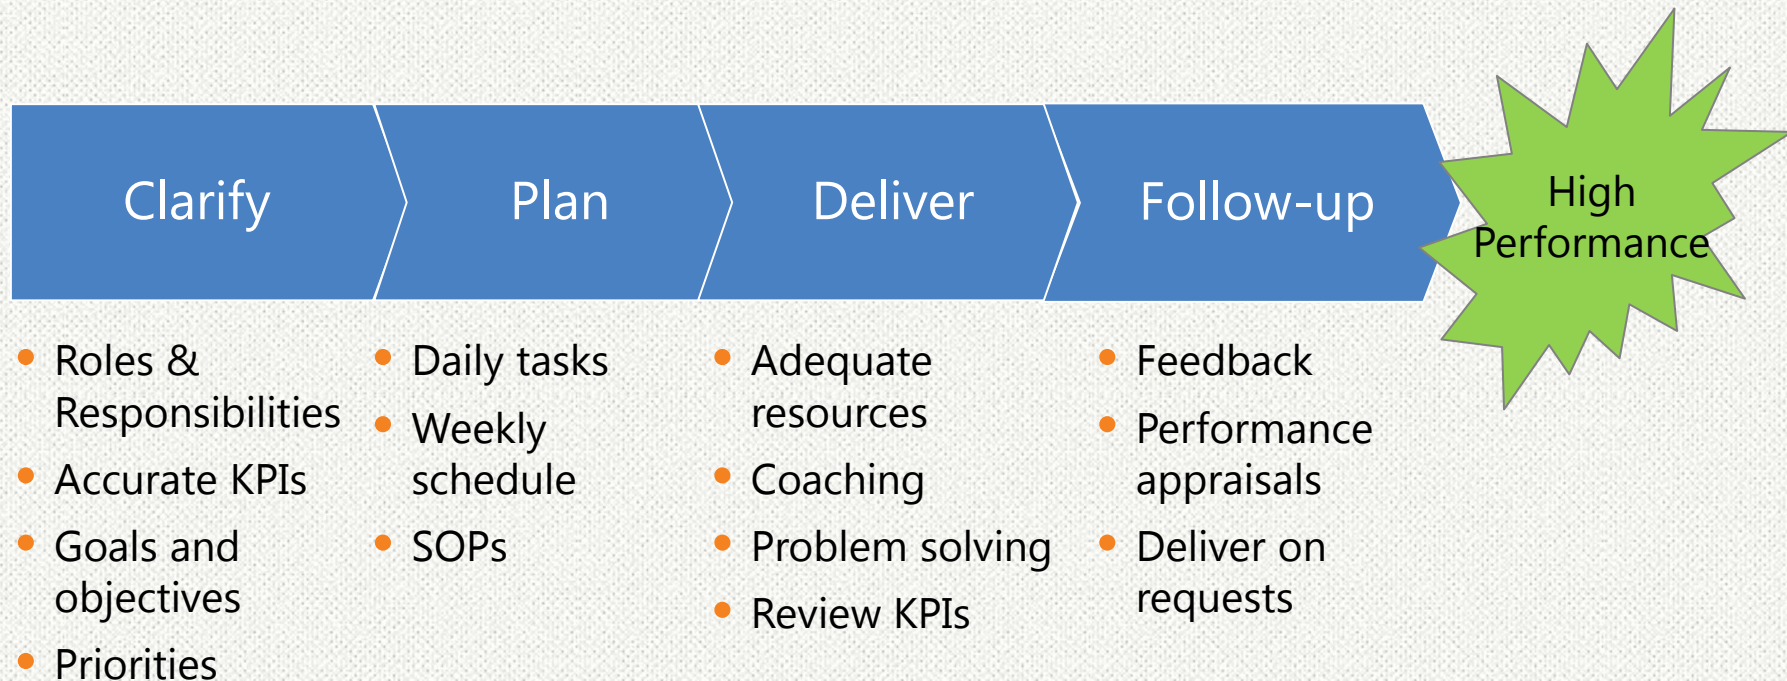 Clarify
Plan
Deliver
Follow-up
High
Performance
Roles &
Responsibilities
Accurate KPIs
Goals and
objectives
Priorities
Daily tasks
Weekly
schedule
SOPs
Adequate
resources
Coaching
Problem solving
Review KPIs
Feedback
Performance
appraisals
Deliver on
requests